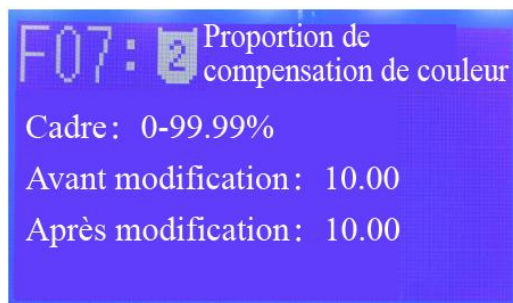 F07: 2 Proportion de
compensation de couleur
Cadre: 0-99.99%
Avant modification: 10.00
Après modification: 10.00